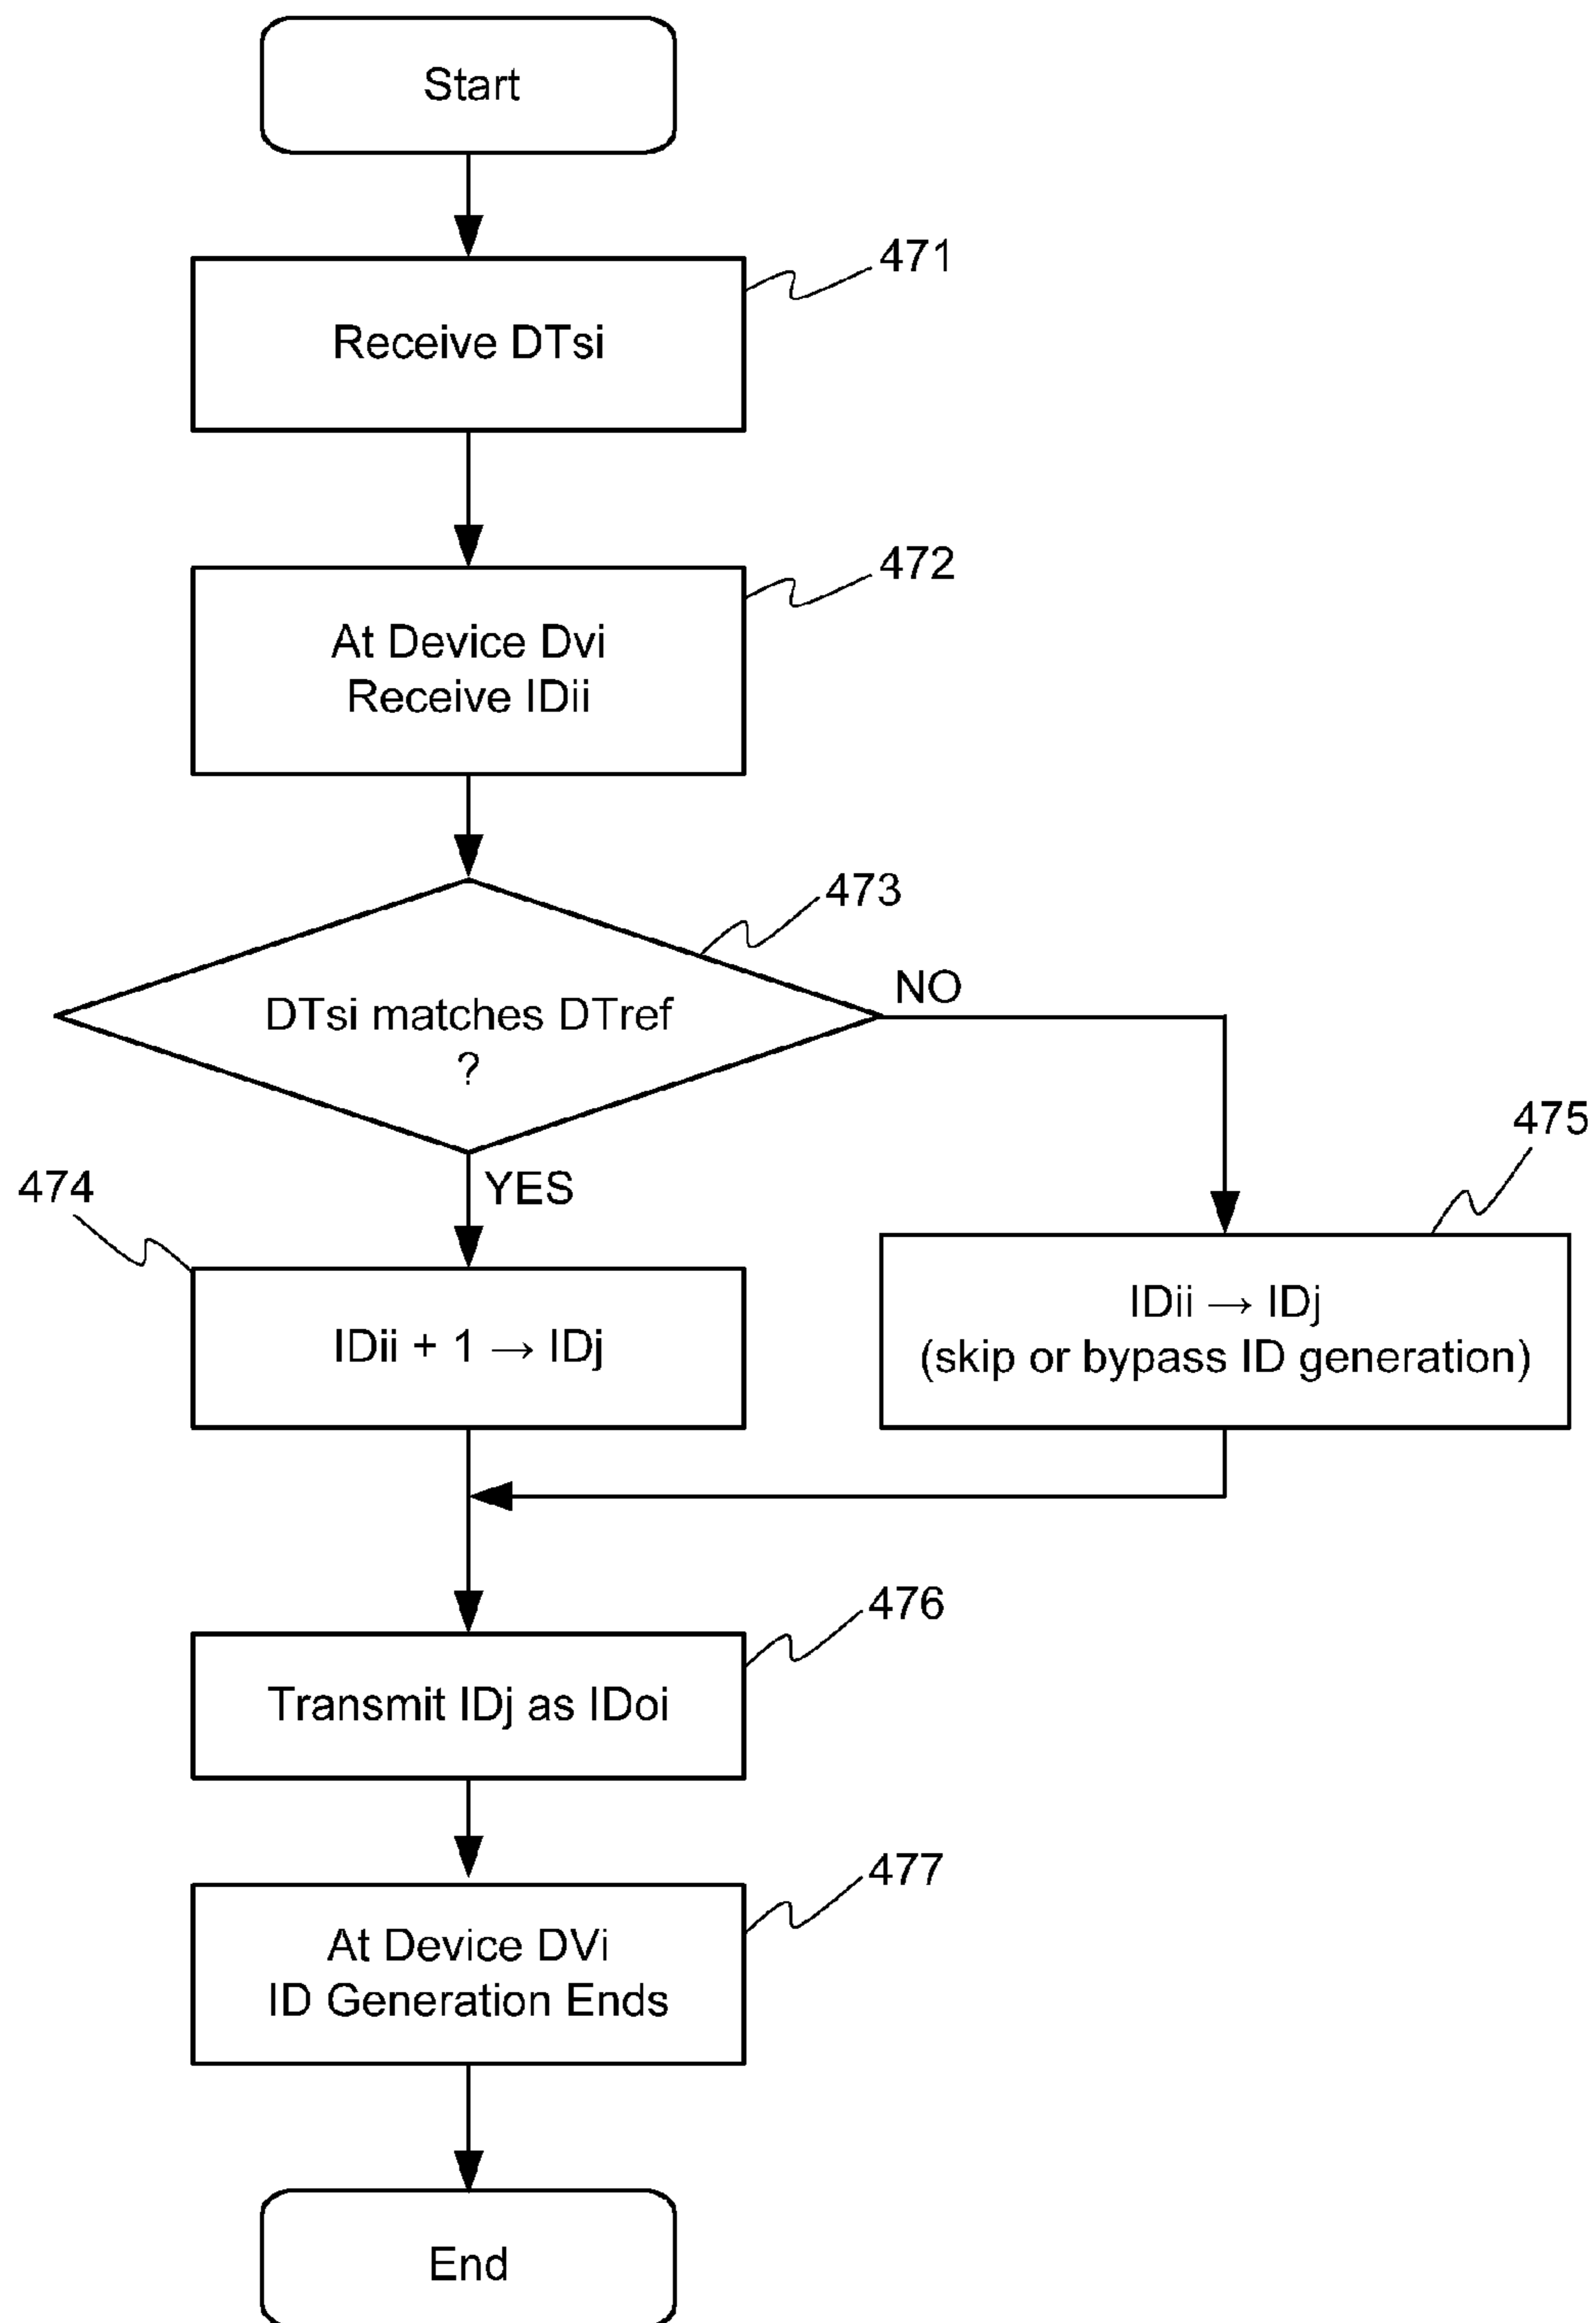 Start
471
Receive DTsi
472
At Device Dvi
Receive IDii
473
DTsi matches DTref
?
NO
YES
474
IDii + 1 → IDj
475
IDii → IDj
(skip or bypass ID generation)
476
Transmit IDj as IDoi
477
At Device DVi
ID Generation Ends
End